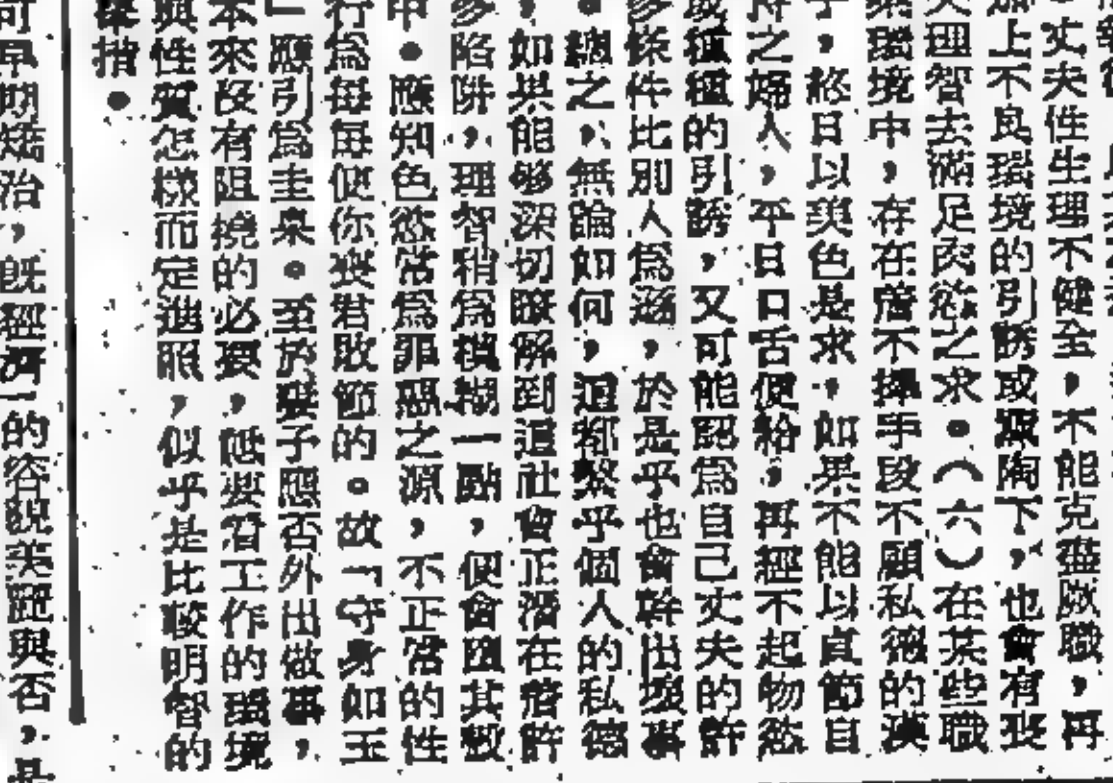 丈夫性生理不健全，不能克盡厥職，再
加上不良環境的引誘或薰陶下，也會有喪
失理智去滿足肉慾之求。（六）在某些職
業環境中，存在着不擇手段不顧私德的漢
子，終日以美色是求，如果不能以貞節自
持之婦人，平日口舌便給，再經不起物慾
或種種的引誘，又可能認爲自己丈夫的許
多條件比別人爲遜，於是乎也會幹出壞事
。總之，無論如何，這都繫乎個人的私德
，如果能够深切瞭解到這社會正潛在着許
多陷阱，理智稍爲模糊一點，便會墮其彀
中。應知色慾常爲罪惡之源，不正常的性
行爲每每使你喪君敗節的。故「守身如玉
」應引爲圭臬。至於妻子應否外出做事，
本來沒有阻撓的必要，祗要看工作的環境
與性質怎樣而定進照，似乎是比較明智的
舉措。
可早期矯治，既經濟
的容貌美麗與否，是